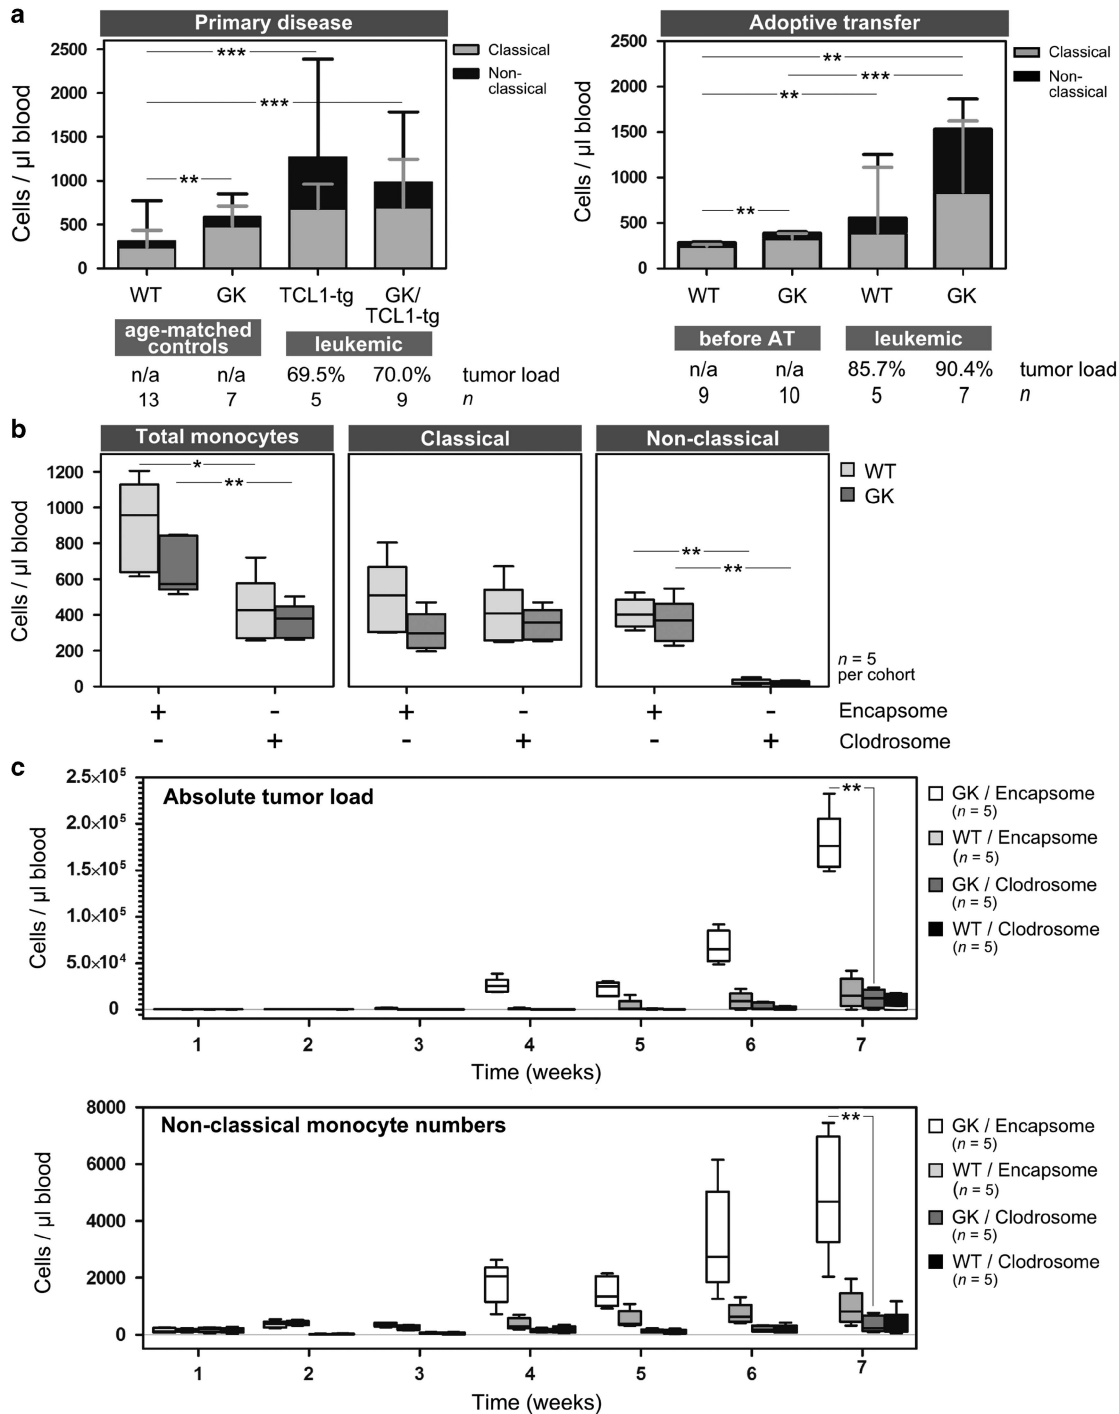 a
Primary disease
Adoptive transfer
2500
2000
1500
1000
500
0
Cells / µl blood
***
***
**
Classical
Non-
classical
WT
GK
TCL1-tg
GK/
TCL1-tg
age-matched
controls
leukemic
n/a
n/a
69.5%
70.0%
tumor load
13
7
5
9
n
2500
2000
1500
1000
500
0
Cells / µl blood
**
***
**
**
Classical
Non-
classical
WT
GK
WT
GK
before AT
leukemic
n/a
n/a
85.7%
90.4%
tumor load
9
10
5
7
n
b
Total monocytes
Classical
Non-classical
1200
1000
800
600
400
200
0
Cells / µl blood
*
**
**
**
WT
GK
n = 5
per cohort
+ - + - + - Encapsome
- + - + - + Clodrosome
c
Absolute tumor load
2.5×10⁵
2.0×10⁵
1.5×10⁵
1.0×10⁵
5.0×10⁴
0
Cells / µl blood
**
GK / Encapsome
(n = 5)
WT / Encapsome
(n = 5)
GK / Clodrosome
(n = 5)
WT / Clodrosome
(n = 5)
1 2 3 4 5 6 7
Time (weeks)
Non-classical monocyte numbers
8000
6000
4000
2000
0
Cells / µl blood
**
GK / Encapsome
(n = 5)
WT / Encapsome
(n = 5)
GK / Clodrosome
(n = 5)
WT / Clodrosome
(n = 5)
1 2 3 4 5 6 7
Time (weeks)